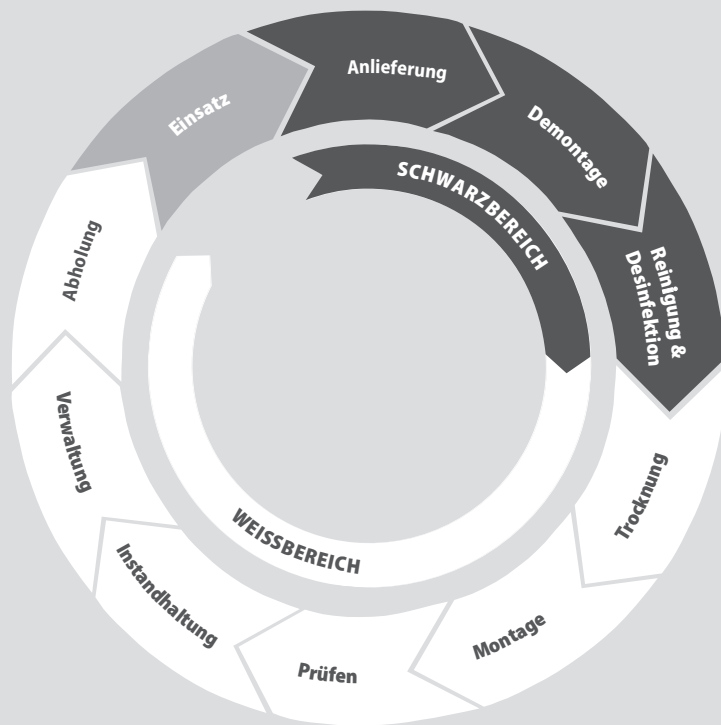 Einsatz
Anlieferung
Demontage
Reinigung &
Desinfektion
Trocknung
Montage
Prüfen
Instandhaltung
Verwaltung
Abholung
SCHWARZBEREICH
WEISSBEREICH